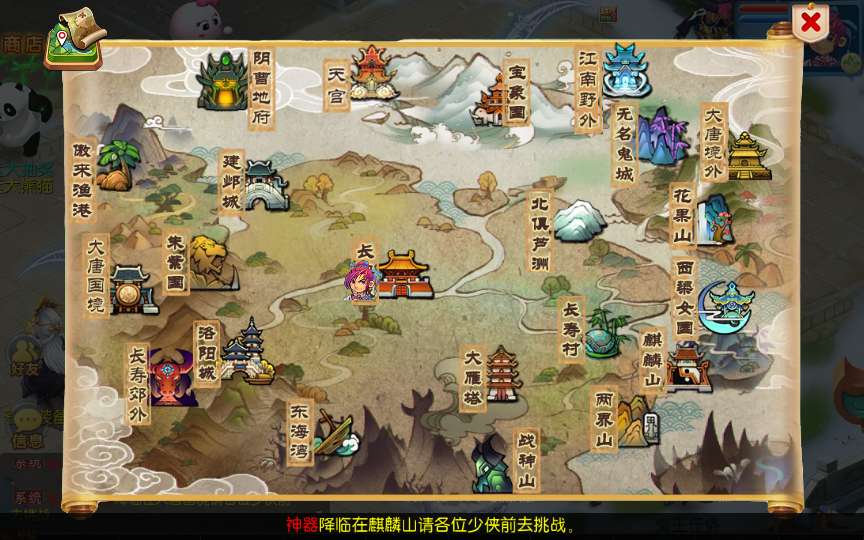 商店
阴曹地府
天宫
宝象国
江南野外
无名鬼城
大唐境外
傲来渔港
建邺城
北俱芦洲
花果山
大唐国境
朱紫国
长
西梁女国
长寿村
麒麟山
洛阳城
长寿郊外
大雁塔
两界山
东海湾
战神山
好友
信息
系统
神器降临在麒麟山请各位少侠前去挑战。